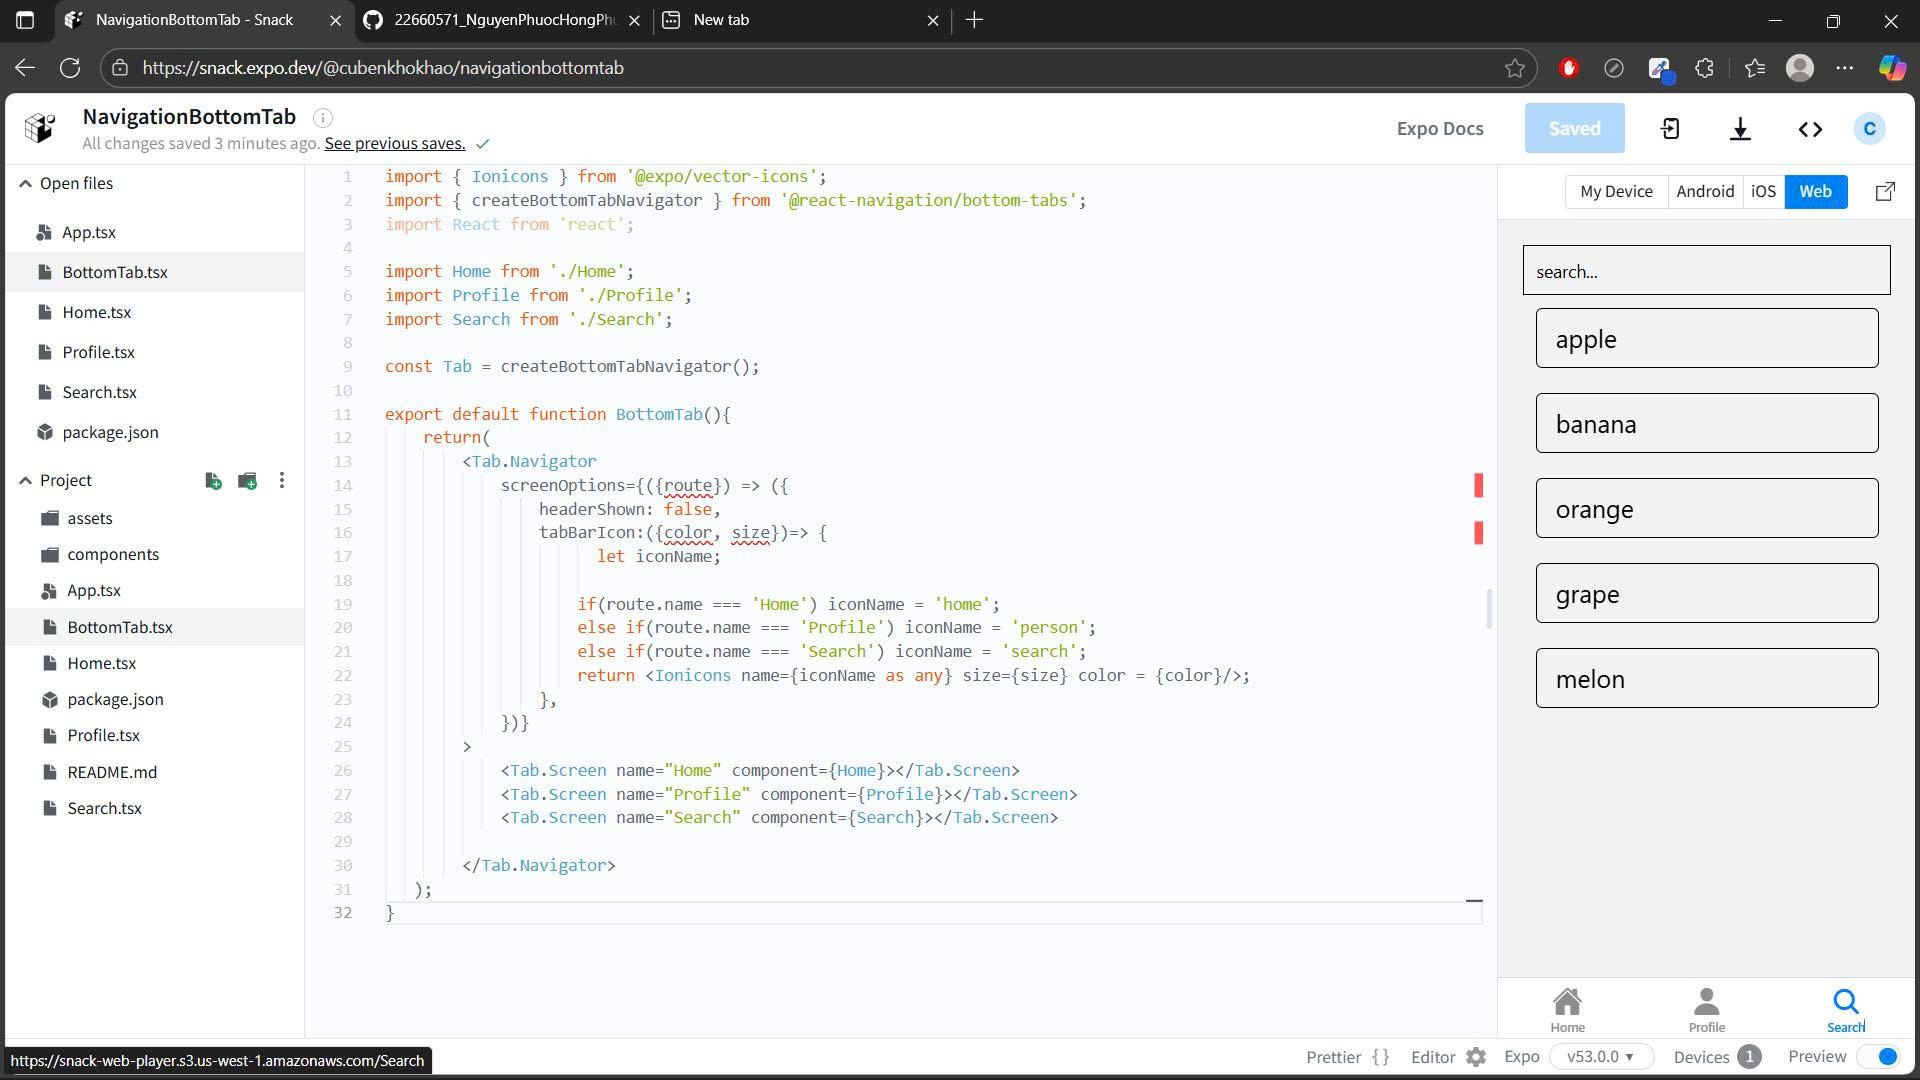 NavigationBottomTab - Snack
22660571_NguyenPhuocHongPh
New tab
https://snack.expo.dev/@cubenkhokhao/navigationbottomtab
NavigationBottomTab
All changes saved 3 minutes ago. See previous saves.
Expo Docs
Saved
C
Open files
App.tsx
BottomTab.tsx
Home.tsx
Profile.tsx
Search.tsx
package.json
Project
assets
components
App.tsx
BottomTab.tsx
Home.tsx
package.json
Profile.tsx
README.md
Search.tsx
1 import { Ionicons } from '@expo/vector-icons';
2 import { createBottomTabNavigator } from '@react-navigation/bottom-tabs';
3 import React from 'react';
4
5 import Home from './Home';
6 import Profile from './Profile';
7 import Search from './Search';
8
9 const Tab = createBottomTabNavigator();
10
11 export default function BottomTab(){
12 return(
13 <Tab.Navigator
14 screenOptions={({route}) => ({
15 headerShown: false,
16 tabBarIcon:({color, size})=> {
17 let iconName;
18
19 if(route.name === 'Home') iconName = 'home';
20 else if(route.name === 'Profile') iconName = 'person';
21 else if(route.name === 'Search') iconName = 'search';
22 return <Ionicons name={iconName as any} size={size} color = {color}/>;
23 },
24 })}
25 >
26 <Tab.Screen name="Home" component={Home}></Tab.Screen>
27 <Tab.Screen name="Profile" component={Profile}></Tab.Screen>
28 <Tab.Screen name="Search" component={Search}></Tab.Screen>
29
30 </Tab.Navigator>
31 );
32 }
My Device Android iOS Web
search...
apple
banana
orange
grape
melon
Home Profile Search
https://snack-web-player.s3.us-west-1.amazonaws.com/Search
Prettier {} Editor Expo v53.0.0 Devices 1 Preview